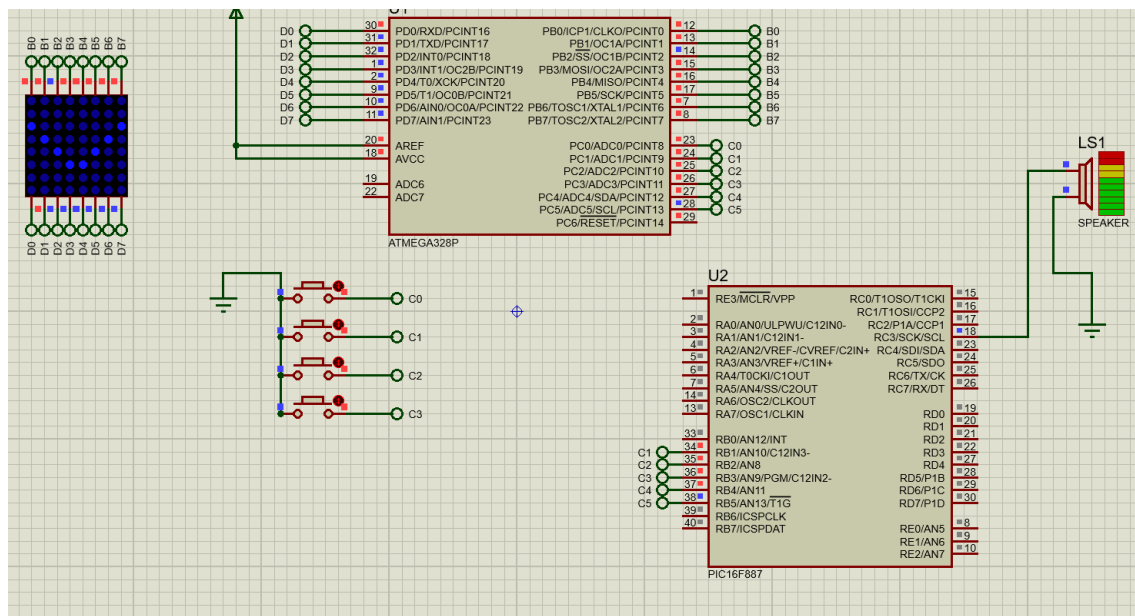 B0 B1 B2 B3 B4 B5 B6 B7
D0 D1 D2 D3 D4 D5 D6 D7
D0 30 PD0/RXD/PCINT16 PB0/ICP1/CLKO/PCINT0 12 B0
D1 31 PD1/TXD/PCINT17 PB1/OC1A/PCINT1 13 B1
D2 32 PD2/INT0/PCINT18 PB2/SS/OC1B/PCINT2 14 B2
D3 1 PD3/INT1/OC2B/PCINT19 PB3/MOSI/OC2A/PCINT3 15 B3
D4 2 PD4/T0/XCK/PCINT20 PB4/MISO/PCINT4 16 B4
D5 9 PD5/T1/OC0B/PCINT21 PB5/SCK/PCINT5 17 B5
D6 10 PD6/AIN0/OC0A/PCINT22 PB6/TOSC1/XTAL1/PCINT6 7 B6
D7 11 PD7/AIN1/PCINT23 PB7/TOSC2/XTAL2/PCINT7 8 B7
20 AREF PC0/ADC0/PCINT8 23 C0
18 AVCC PC1/ADC1/PCINT9 24 C1
PC2/ADC2/PCINT10 25 C2
19 ADC6 PC3/ADC3/PCINT11 26 C3
22 ADC7 PC4/ADC4/SDA/PCINT12 27 C4
PC5/ADC5/SCL/PCINT13 28 C5
PC6/RESET/PCINT14 29
ATMEGA328P
LS1
SPEAKER
C0
C1
C2
C3
U2
1 RE3/MCLR/VPP RC0/T1OSO/T1CKI 15
RC1/T1OSI/CCP2 16
2 RA0/AN0/ULPWU/C12IN0- RC2/P1A/CCP1 17
3 RA1/AN1/C12IN1- RC3/SCK/SCL 18
4 RA2/AN2/VREF-/CVREF/C2IN+ RC4/SDI/SDA 23
5 RA3/AN3/VREF+/C1IN+ RC5/SDO 24
6 RA4/T0CKI/C1OUT RC6/TX/CK 25
7 RA5/AN4/SS/C2OUT RC7/RX/DT 26
14 RA6/OSC2/CLKOUT
13 RA7/OSC1/CLKIN RD0 19
RD1 20
33 RB0/AN12/INT RD2 21
C1 34 RB1/AN10/C12IN3- RD3 22
C2 35 RB2/AN8 RD4 27
C3 36 RB3/AN9/PGM/C12IN2- RD5/P1B 28
C4 37 RB4/AN11 RD6/P1C 29
C5 38 RB5/AN13/T1G RD7/P1D 30
39 RB6/ICSPCLK
40 RB7/ICSPDAT RE0/AN5 8
RE1/AN6 9
RE2/AN7 10
PIC16F887